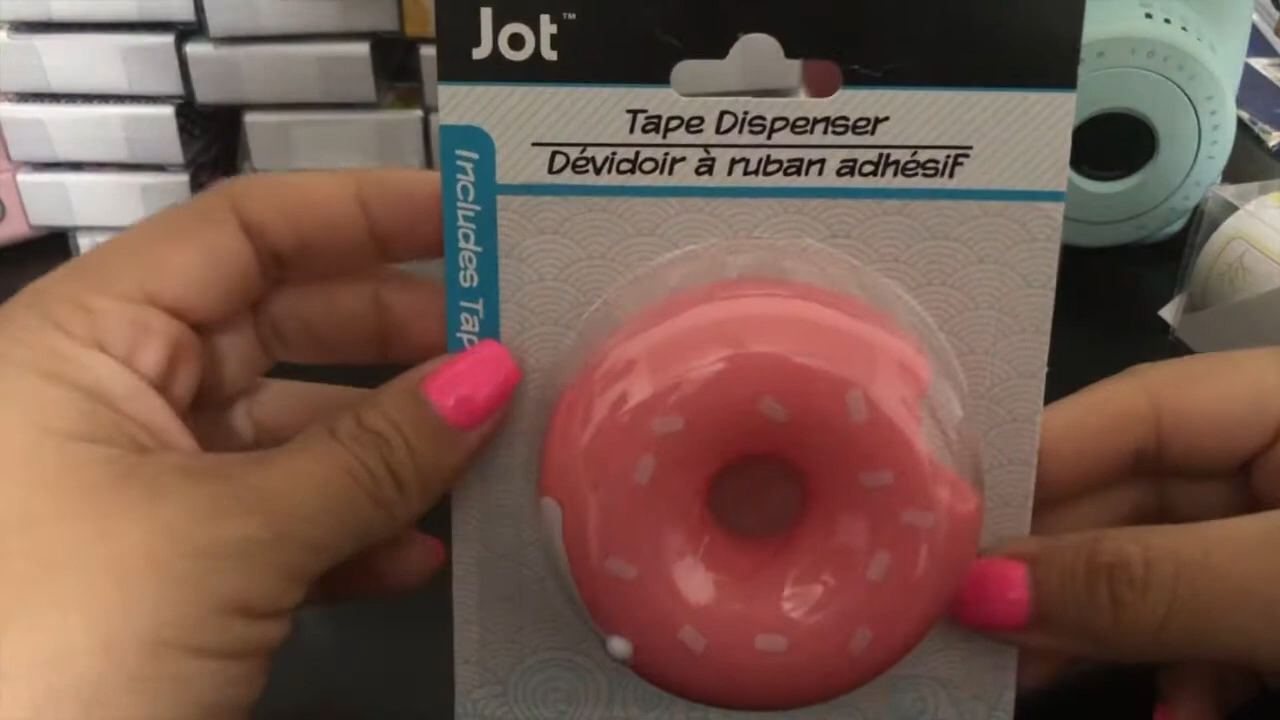 Jot™
Tape Dispenser
Dévidoir à ruban adhésif
Includes